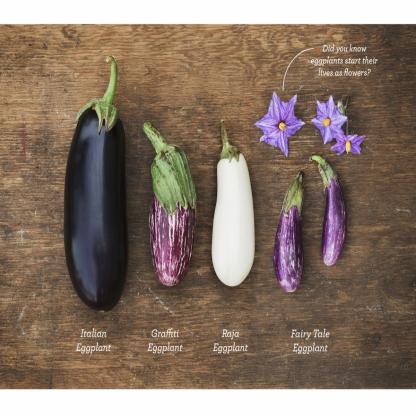 Did you know
eggplants start their
lives as flowers?
Italian
Eggplant
Graffiti
Eggplant
Raja
Eggplant
Fairy Tale
Eggplant